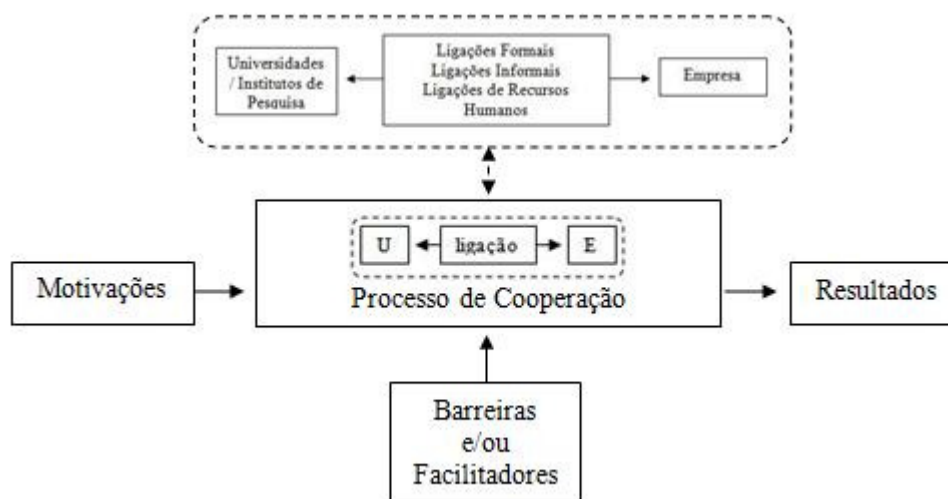 Universidades
/ Institutos de
Pesquisa
Ligações Formais
Ligações Informais
Ligações de Recursos
Humanos
Empresa
U
ligação
E
Processo de Cooperação
Motivações
Resultados
Barreiras
e/ou
Facilitadores